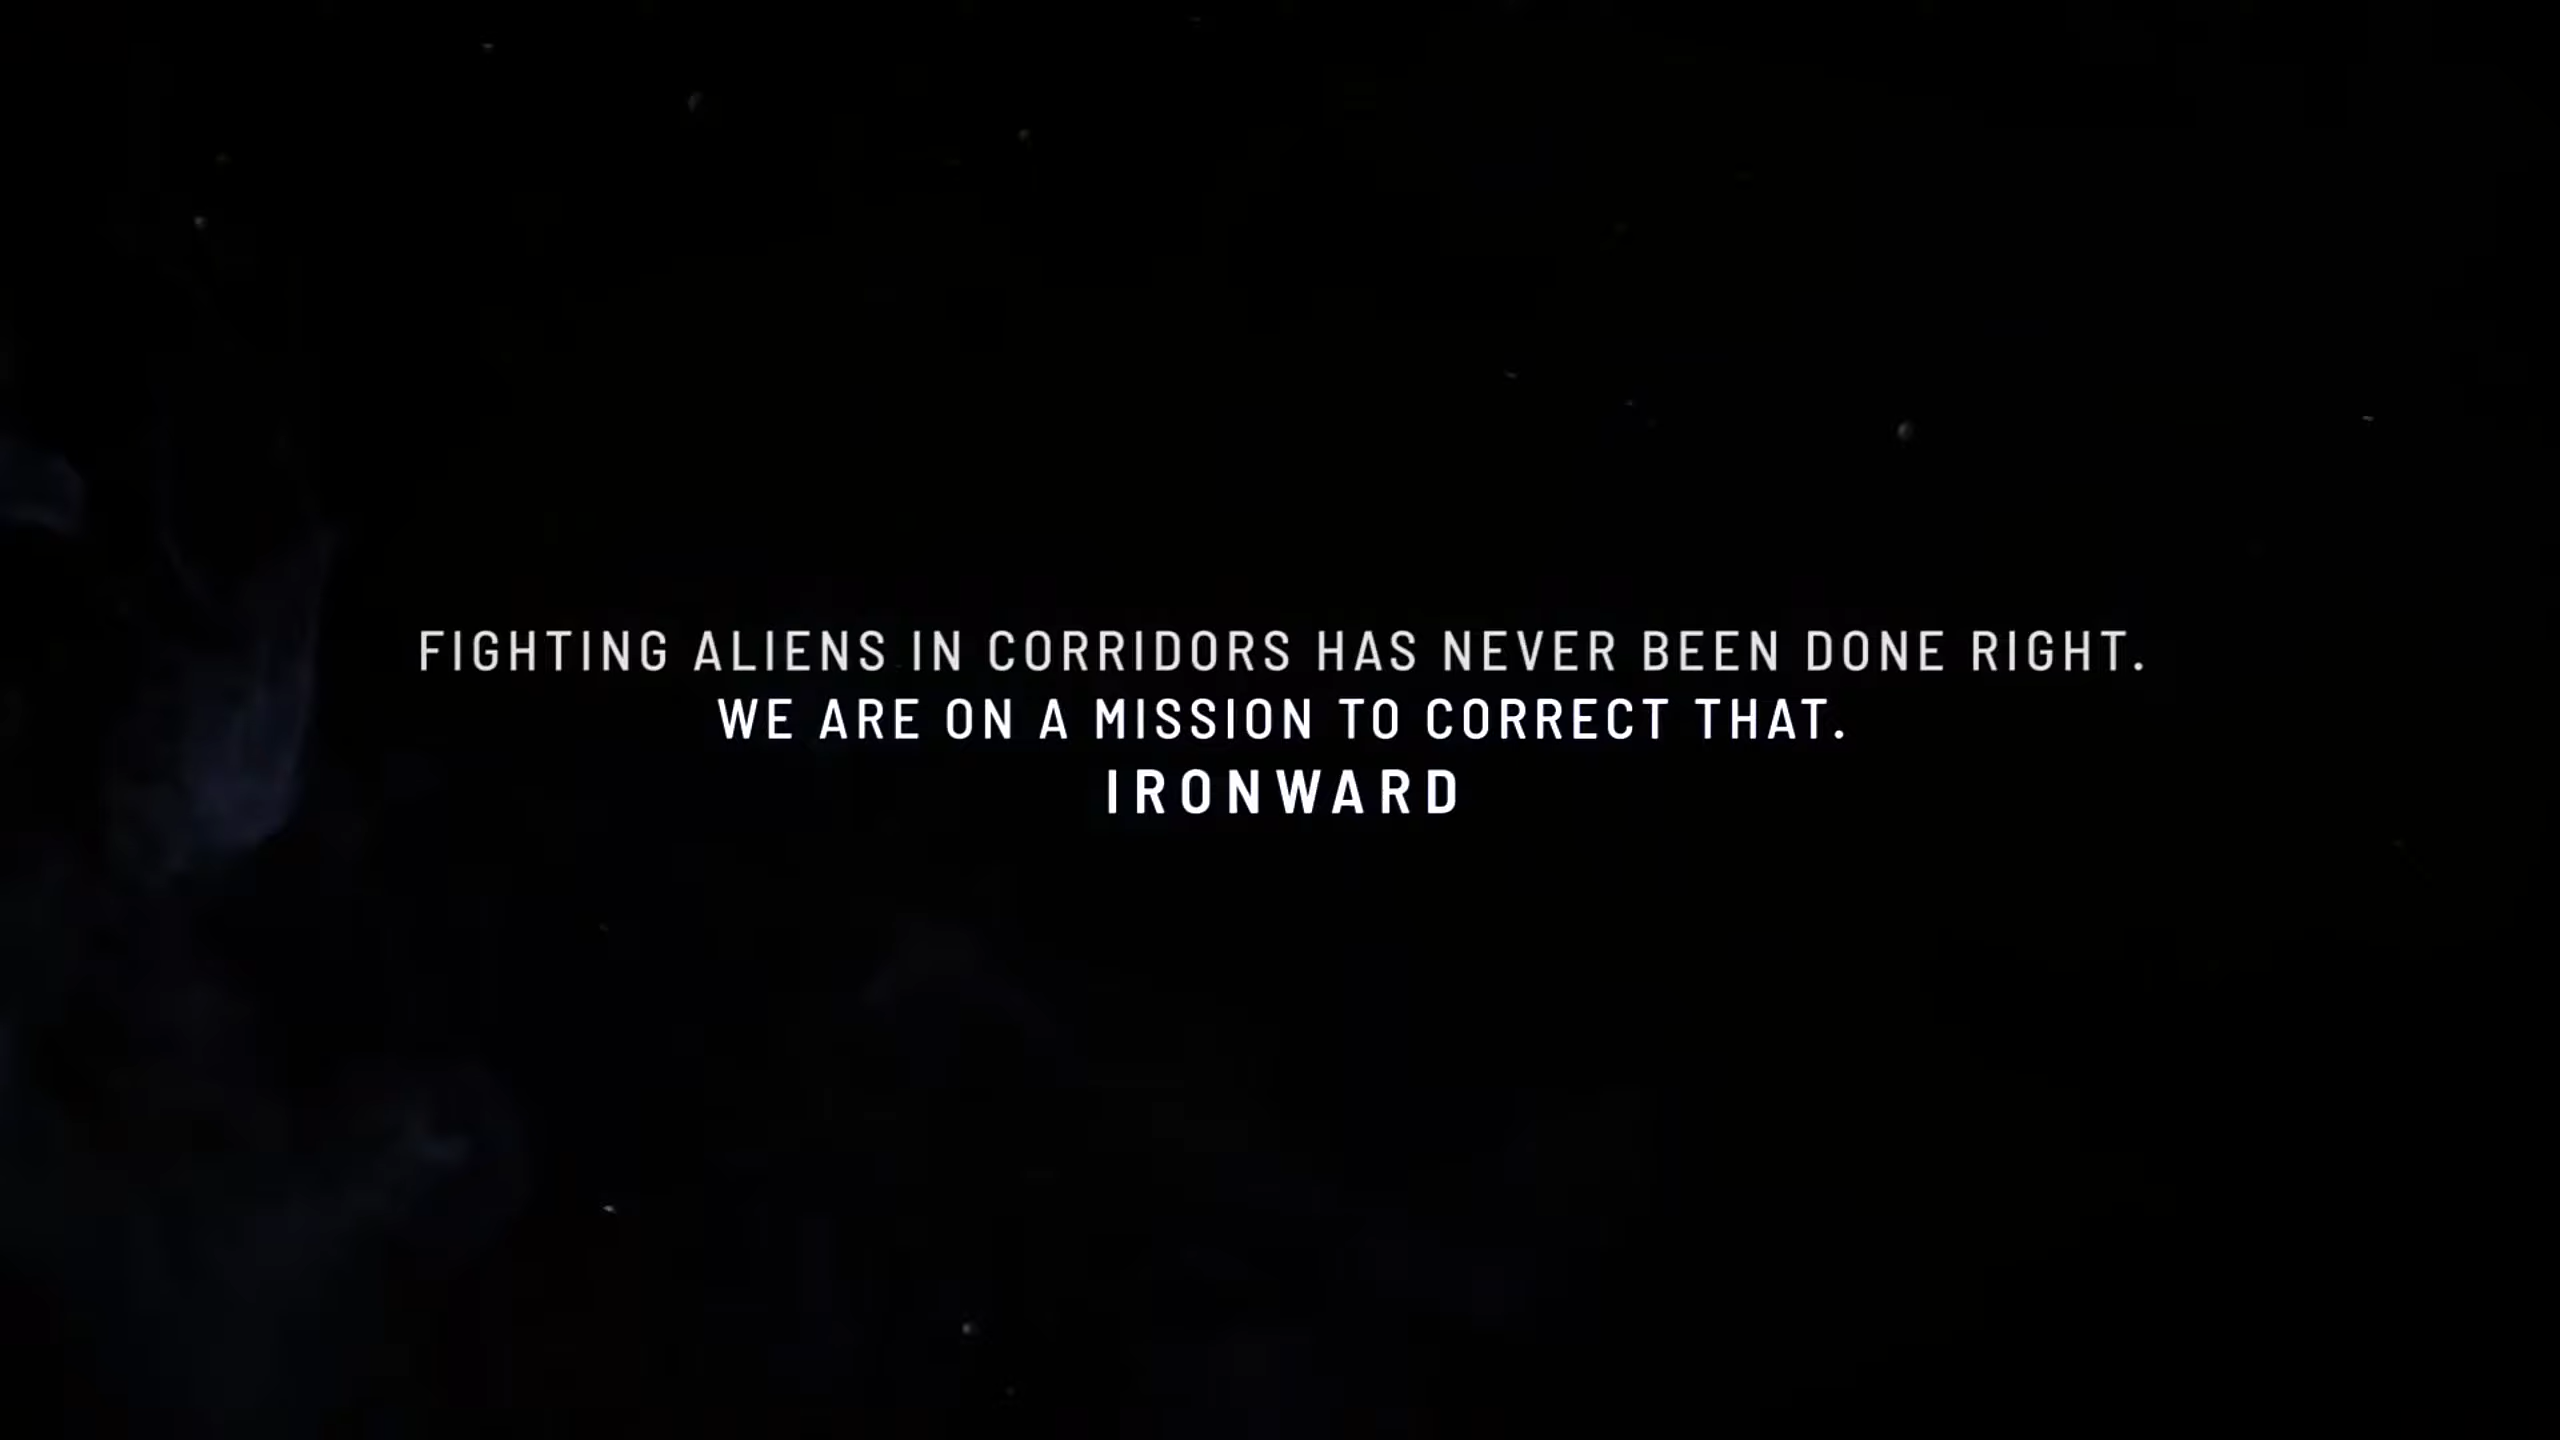 FIGHTING ALIENS IN CORRIDORS HAS NEVER BEEN DONE RIGHT.
WE ARE ON A MISSION TO CORRECT THAT.
IRONWARD